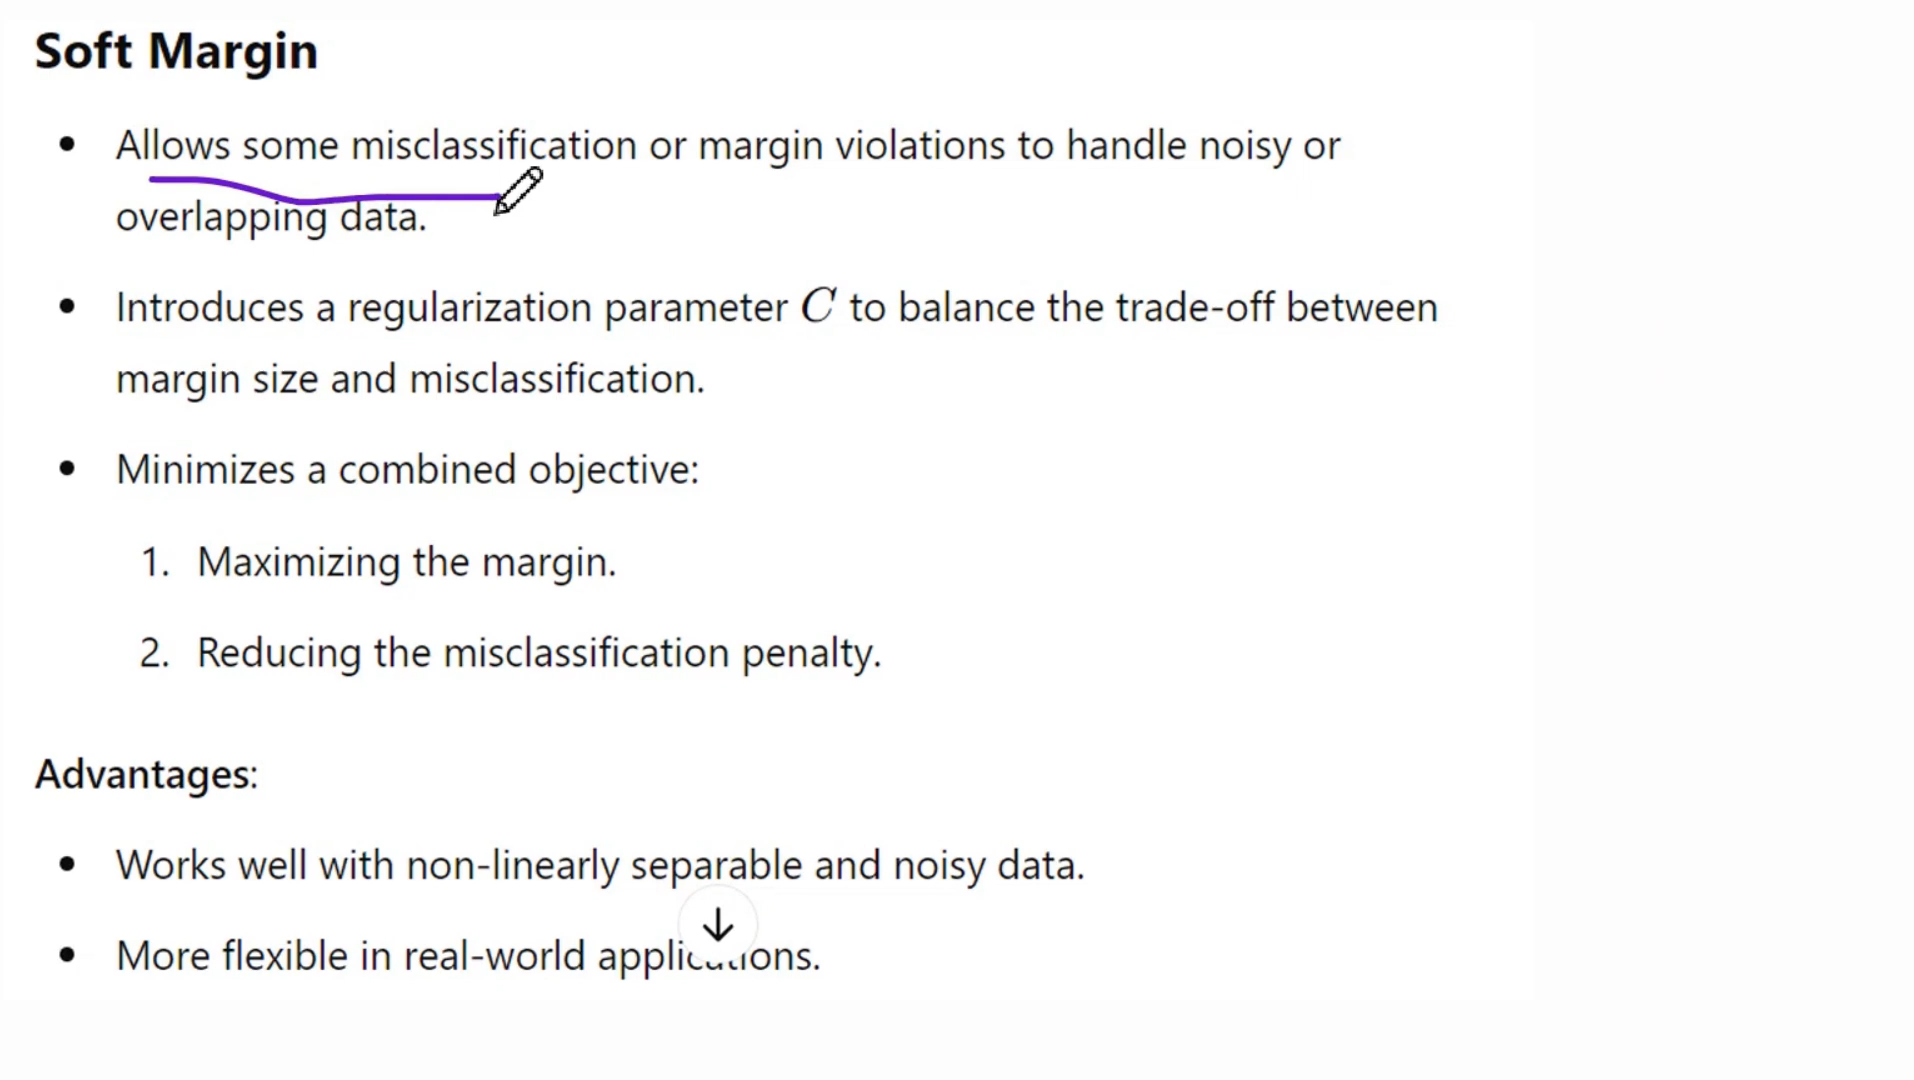 Soft Margin
• Allows some misclassification or margin violations to handle noisy or
overlapping data.
• Introduces a regularization parameter C to balance the trade-off between
margin size and misclassification.
• Minimizes a combined objective:
1. Maximizing the margin.
2. Reducing the misclassification penalty.
Advantages:
• Works well with non-linearly separable and noisy data.
• More flexible in real-world applications.